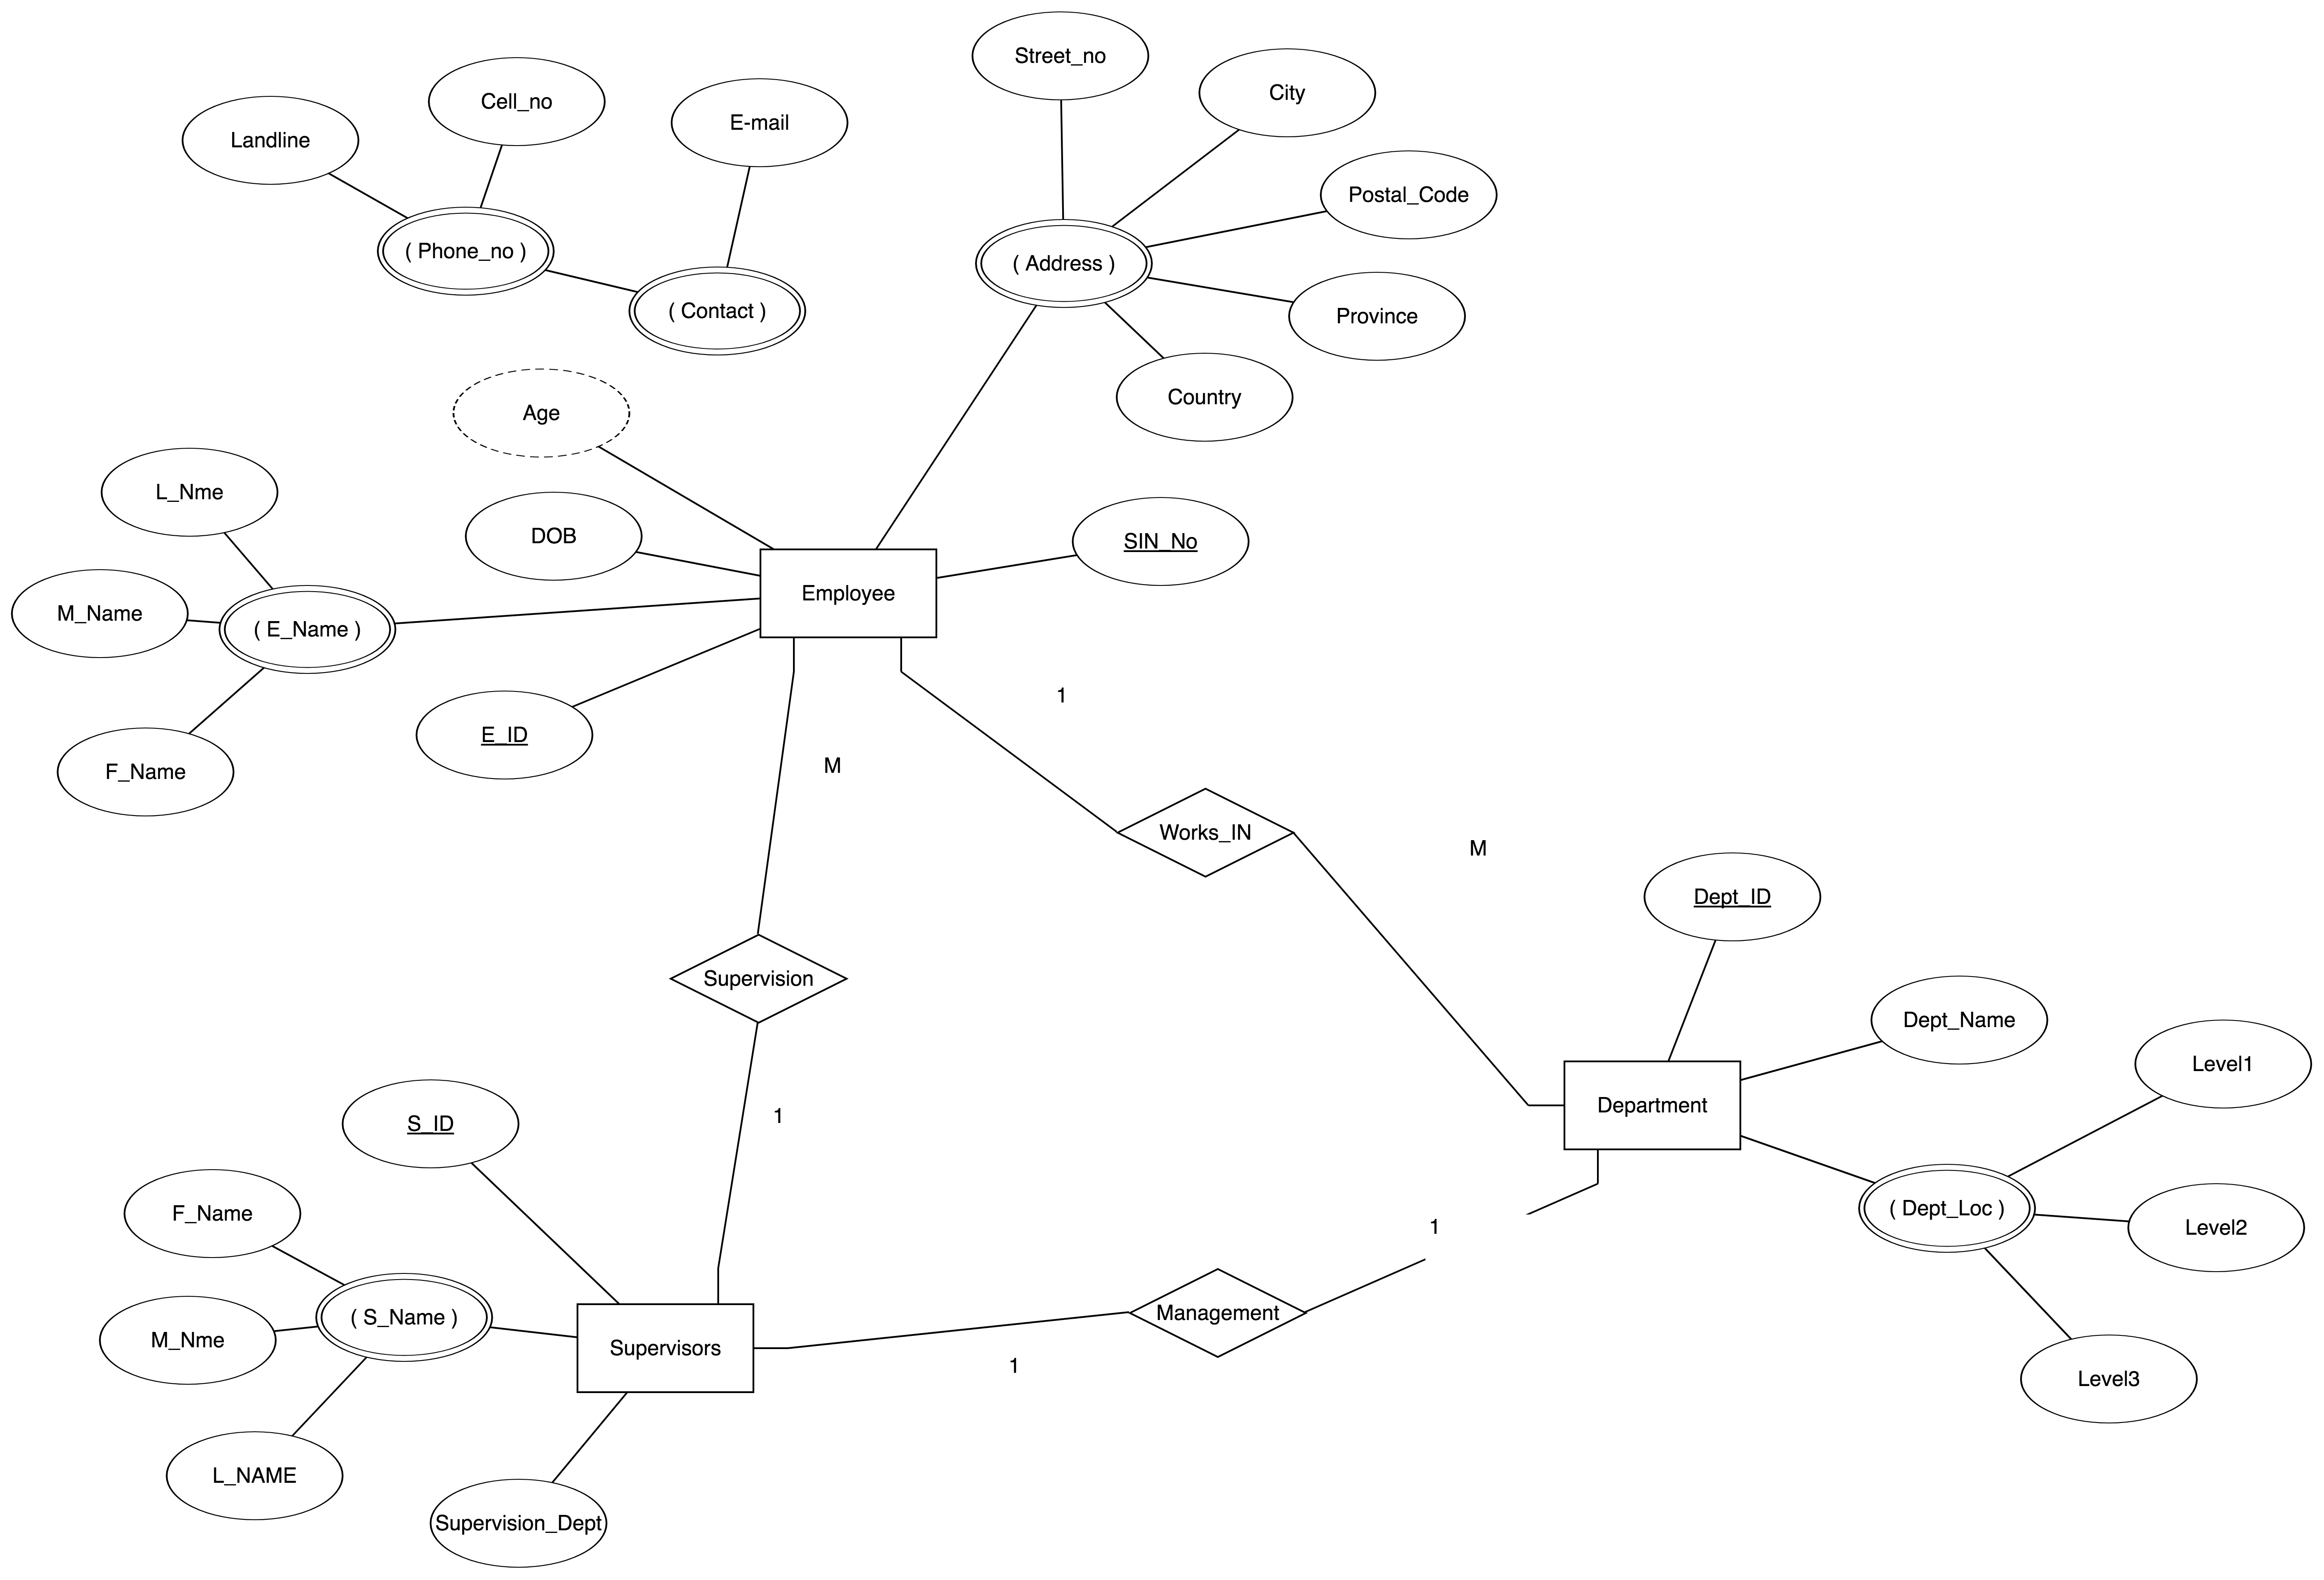 Street_no
City
Cell_no
E-mail
Landline
Postal_Code
( Phone_no )
( Address )
( Contact )
Province
Country
Age
L_Nme
DOB
SIN_No
Employee
M_Name
( E_Name )
1
E_ID
M
F_Name
Works_IN
M
Dept_ID
Supervision
Dept_Name
Level1
Department
1
S_ID
( Dept_Loc )
F_Name
1
Level2
Management
( S_Name )
M_Nme
Supervisors
1
Level3
L_NAME
Supervision_Dept